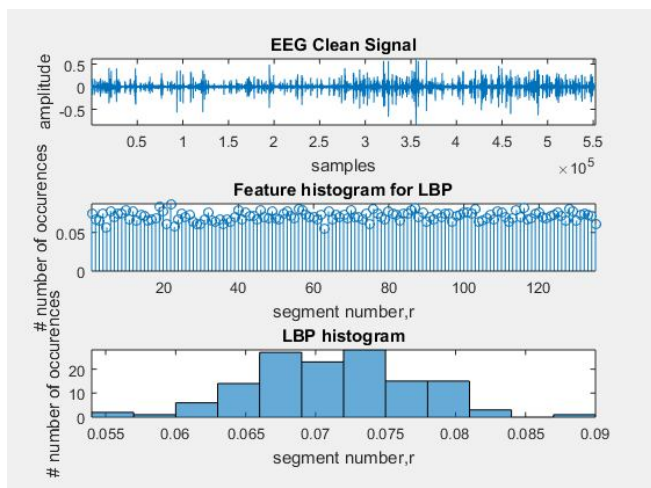 EEG Clean Signal
amplitude
0.5
0
-0.5
0.5 1 1.5 2 2.5 3 3.5 4 4.5 5 5.5
samples
×10^5
Feature histogram for LBP
# number of occurences
0.05
0
20 40 60 80 100 120
segment number,r
LBP histogram
# number of occurences
20
10
0
0.055 0.06 0.065 0.07 0.075 0.08 0.085 0.09
segment number,r